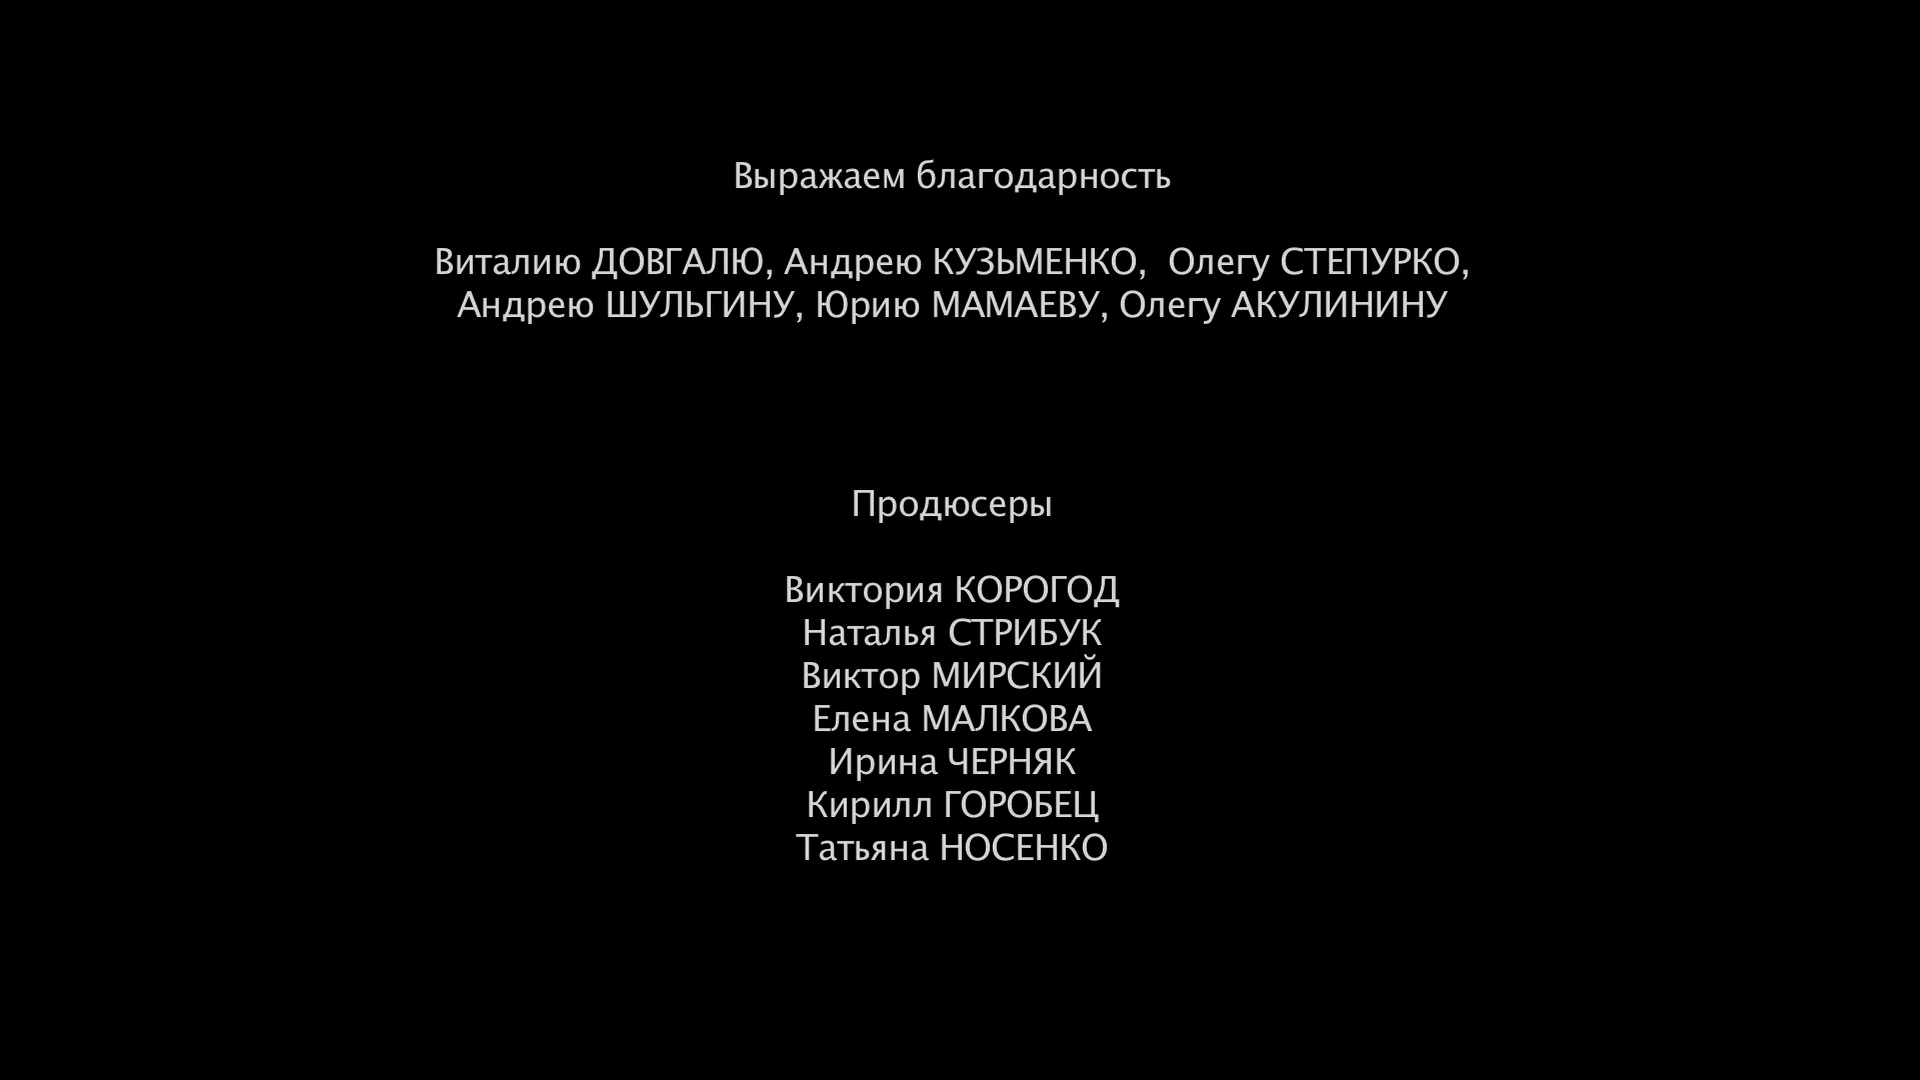 Выражаем благодарность
Виталию ДОВГАЛЮ, Андрею КУЗЬМЕНКО,  Олегу СТЕПУРКО,
Андрею ШУЛЬГИНУ, Юрию МАМАЕВУ, Олегу АКУЛИНИНУ
Продюсеры
Виктория КОРОГОД
Наталья СТРИБУК
Виктор МИРСКИЙ
Елена МАЛКОВА
Ирина ЧЕРНЯК
Кирилл ГОРОБЕЦ
Татьяна НОСЕНКО